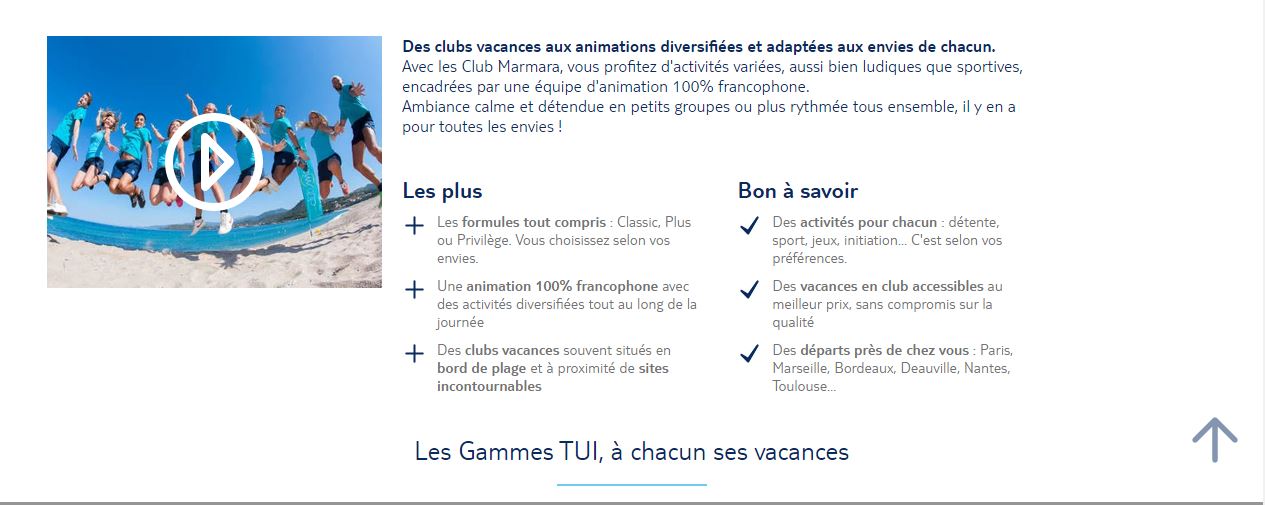 Des clubs vacances aux animations diversifiées et adaptées aux envies de chacun.
Avec les Club Marmara, vous profitez d'activités variées, aussi bien ludiques que sportives,
encadrées par une équipe d'animation 100% francophone.
Ambiance calme et détendue en petits groupes ou plus rythmée tous ensemble, il y en a
pour toutes les envies !
Les plus
Les formules tout compris : Classic, Plus
ou Privilège. Vous choisissez selon vos
envies.
Une animation 100% francophone avec
des activités diversifiées tout au long de la
journée
Des clubs vacances souvent situés en
bord de plage et à proximité de sites
incontournables
Bon à savoir
Des activités pour chacun : détente,
sport, jeux, initiation... C'est selon vos
préférences.
Des vacances en club accessibles au
meilleur prix, sans compromis sur la
qualité
Des départs près de chez vous : Paris,
Marseille, Bordeaux, Deauville, Nantes,
Toulouse...
Les Gammes TUI, à chacun ses vacances